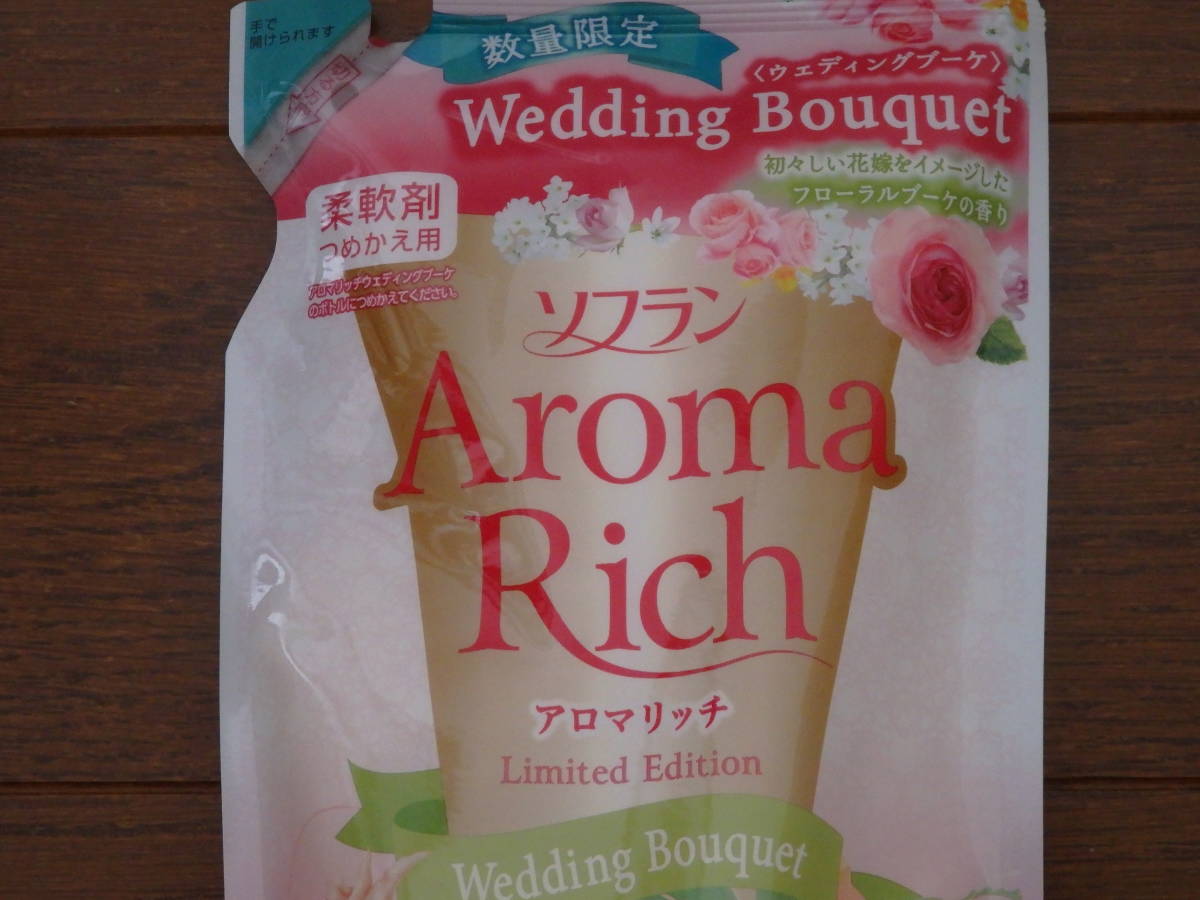 手で
開けられます
数量限定
〈ウェディングブーケ〉
Wedding Bouquet
初々しい花嫁をイメージした
フローラルブーケの香り
柔軟剤
つめかえ用
アロマリッチウェディングブーケ
のボトルにつめかえてください。
ソフラン
Aroma
Rich
アロマリッチ
Limited Edition
Wedding Bouquet